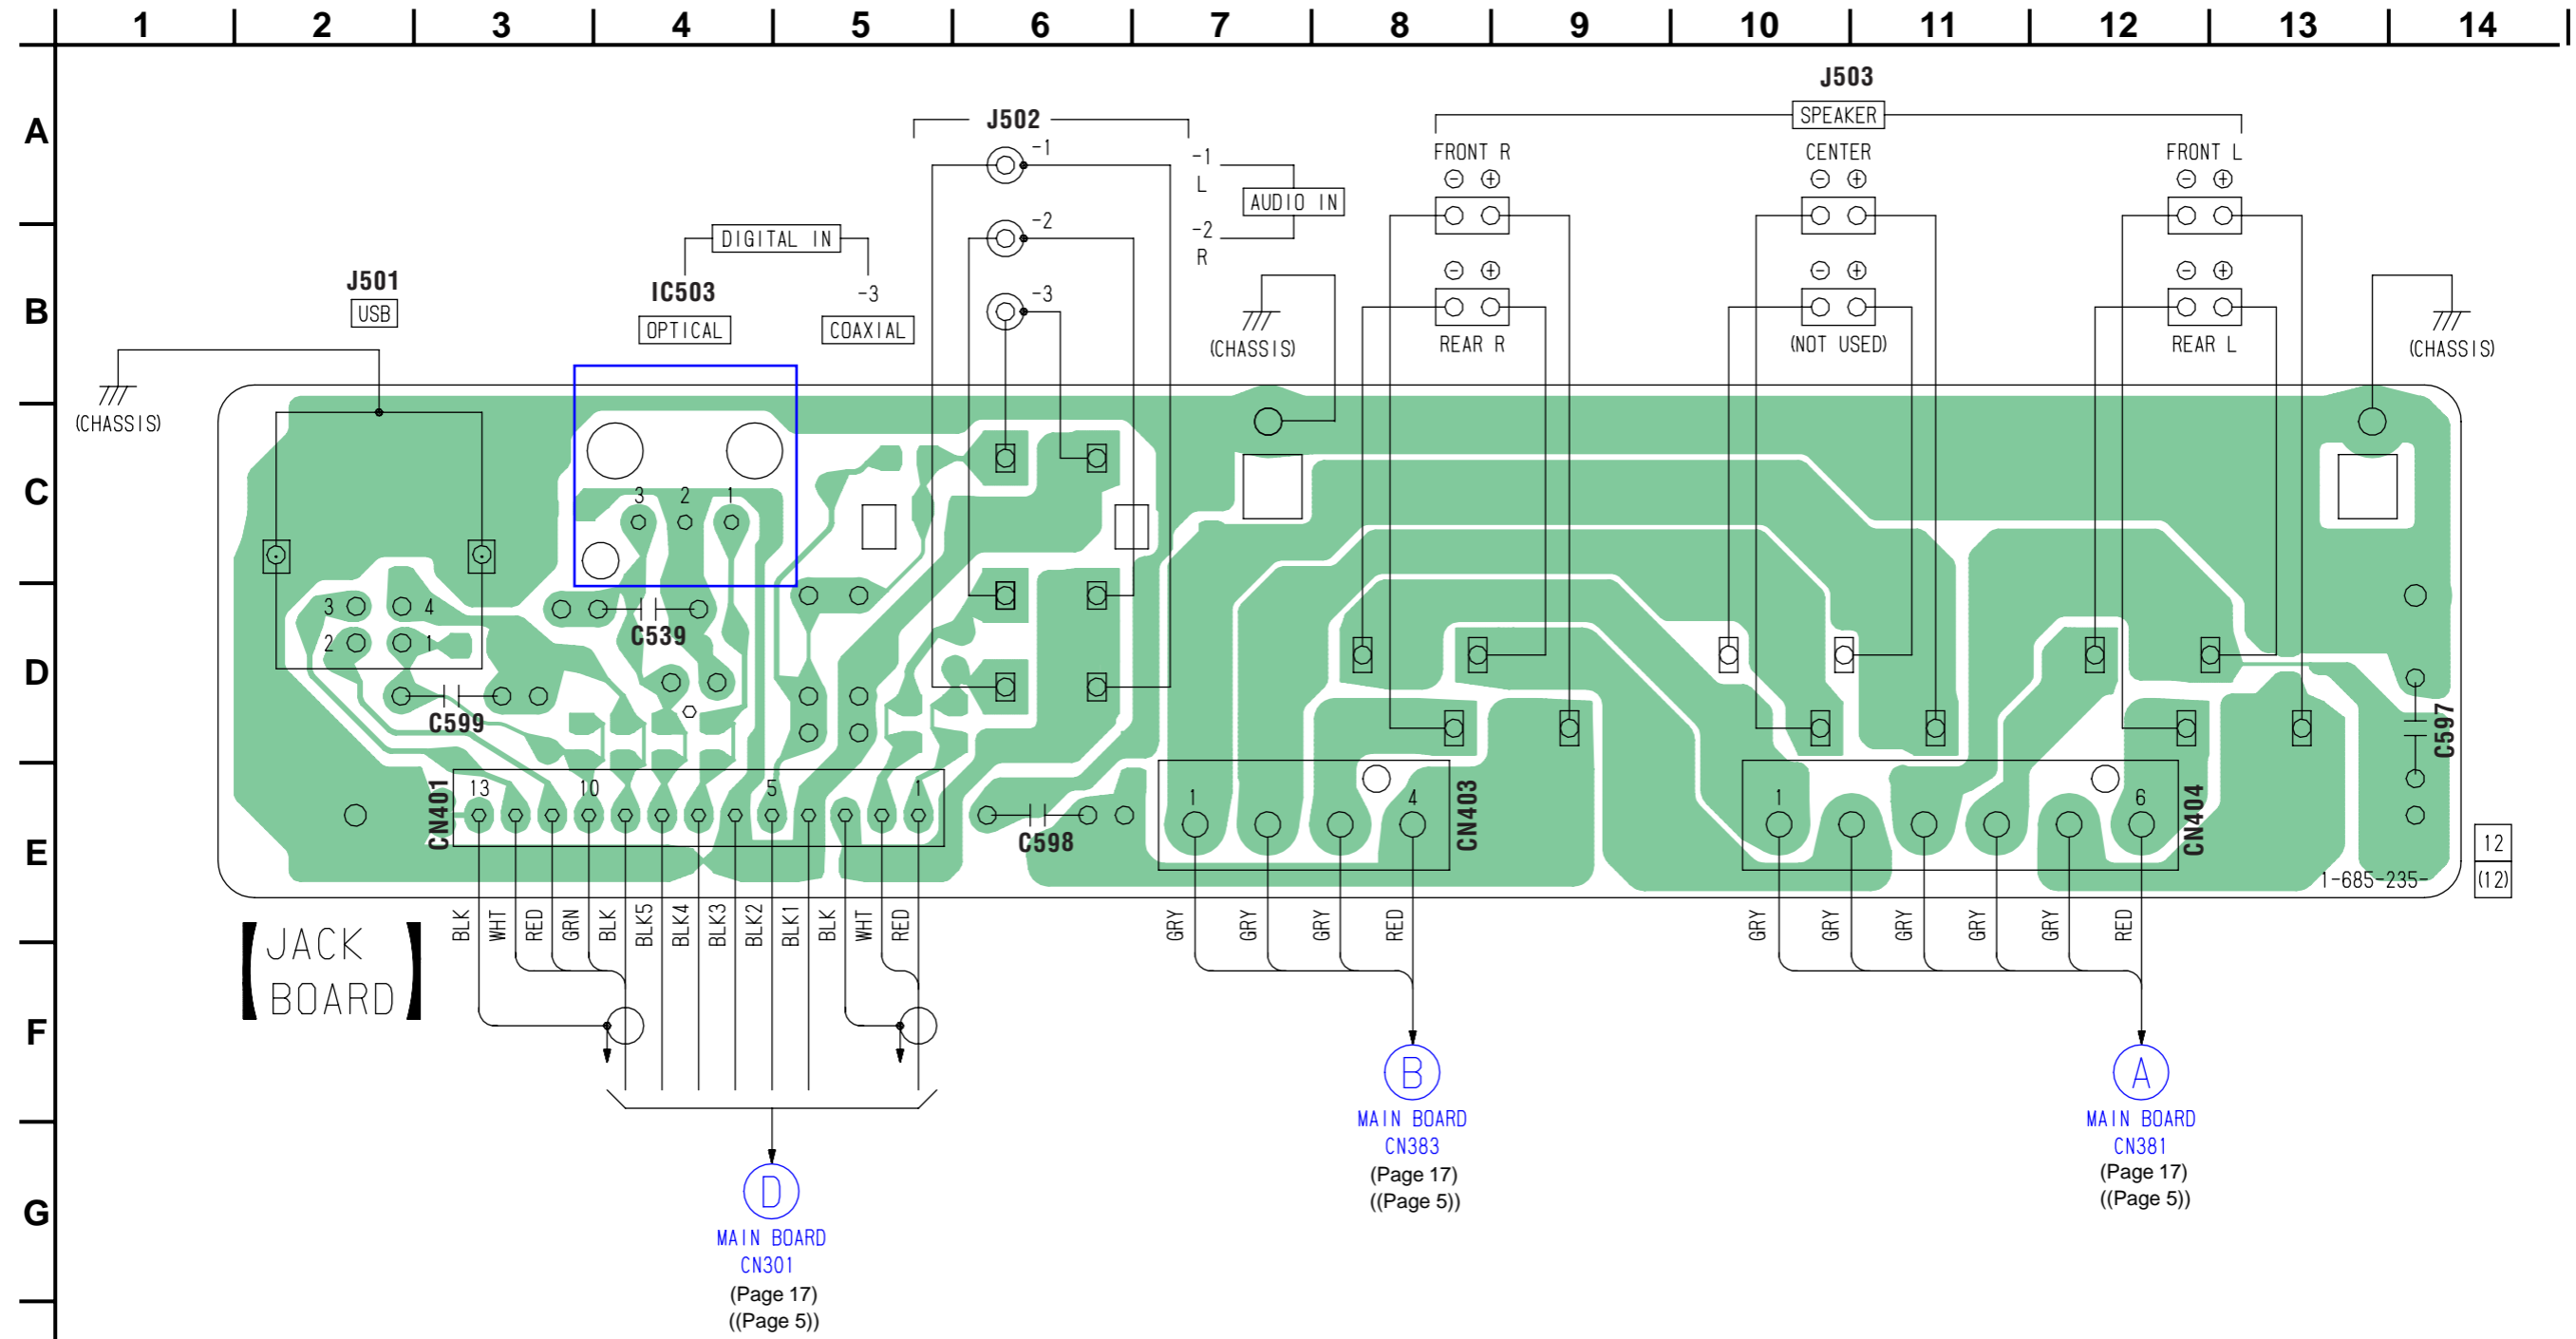 1 2 3 4 5 6 7 8 9 10 11 12 13 14
A
B
C
D
E
F
G
J503
SPEAKER
FRONT R
CENTER
FRONT L
REAR R
(NOT USED)
REAR L
J502
-1
-2
-3
-1
L
AUDIO IN
-2
R
DIGITAL IN
J501
USB
IC503
OPTICAL
-3
COAXIAL
(CHASSIS)
(CHASSIS)
(CHASSIS)
3 2 1
3 4
2 1
C539
C599
C597
CN401
13 10 5 1
C598
1 4
CN403
1 6
CN404
1-685-235-
12
(12)
BLK WHT RED GRN BLK BLK5 BLK4 BLK3 BLK2 BLK1 BLK WHT RED
GRY GRY GRY RED
GRY GRY GRY GRY GRY RED
JACK
BOARD
B
MAIN BOARD
CN383
(Page 17)
((Page 5))
A
MAIN BOARD
CN381
(Page 17)
((Page 5))
D
MAIN BOARD
CN301
(Page 17)
((Page 5))